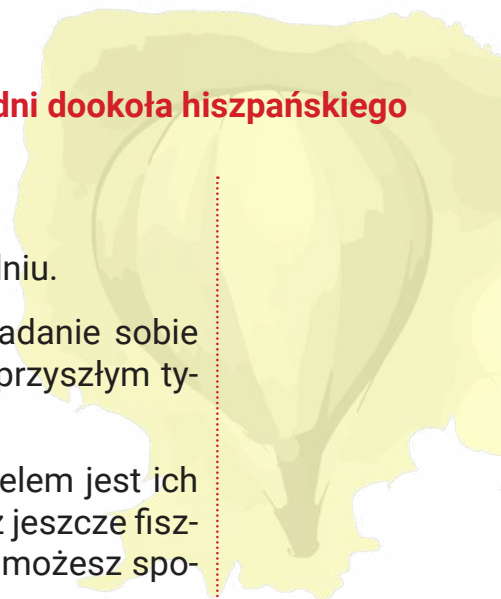 dni dookoła hiszpańskiego
dniu.
adanie sobie
przyszłym ty-
elem jest ich
z jeszcze fisz-
możesz spo-